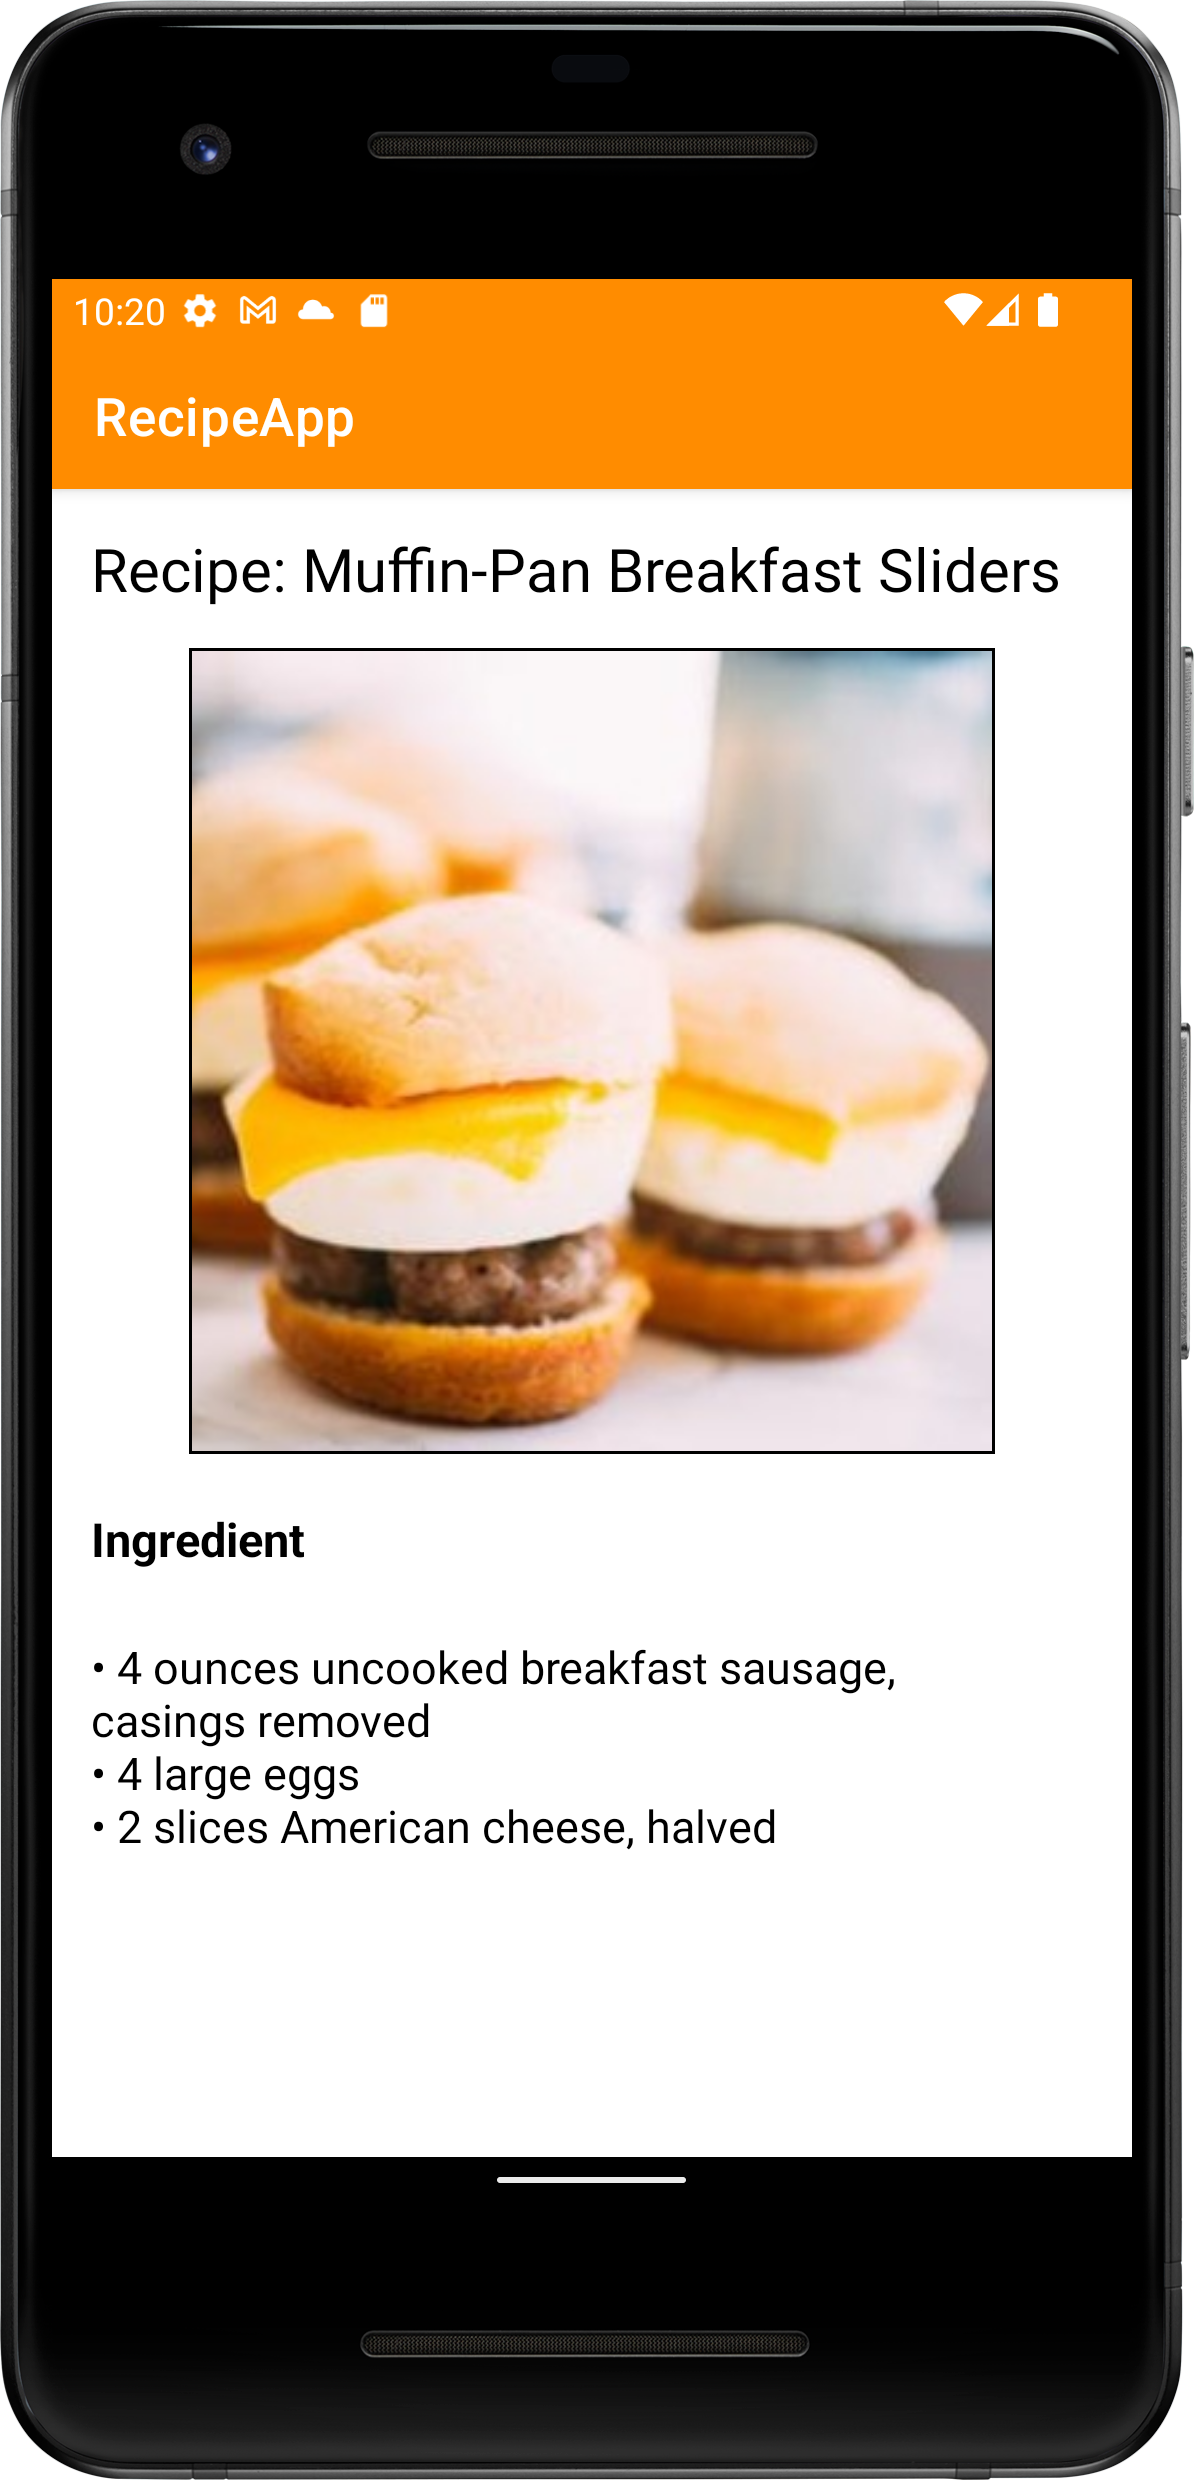 10:20
RecipeApp
Recipe: Muffin-Pan Breakfast Sliders
Ingredient
• 4 ounces uncooked breakfast sausage,
casings removed
• 4 large eggs
• 2 slices American cheese, halved